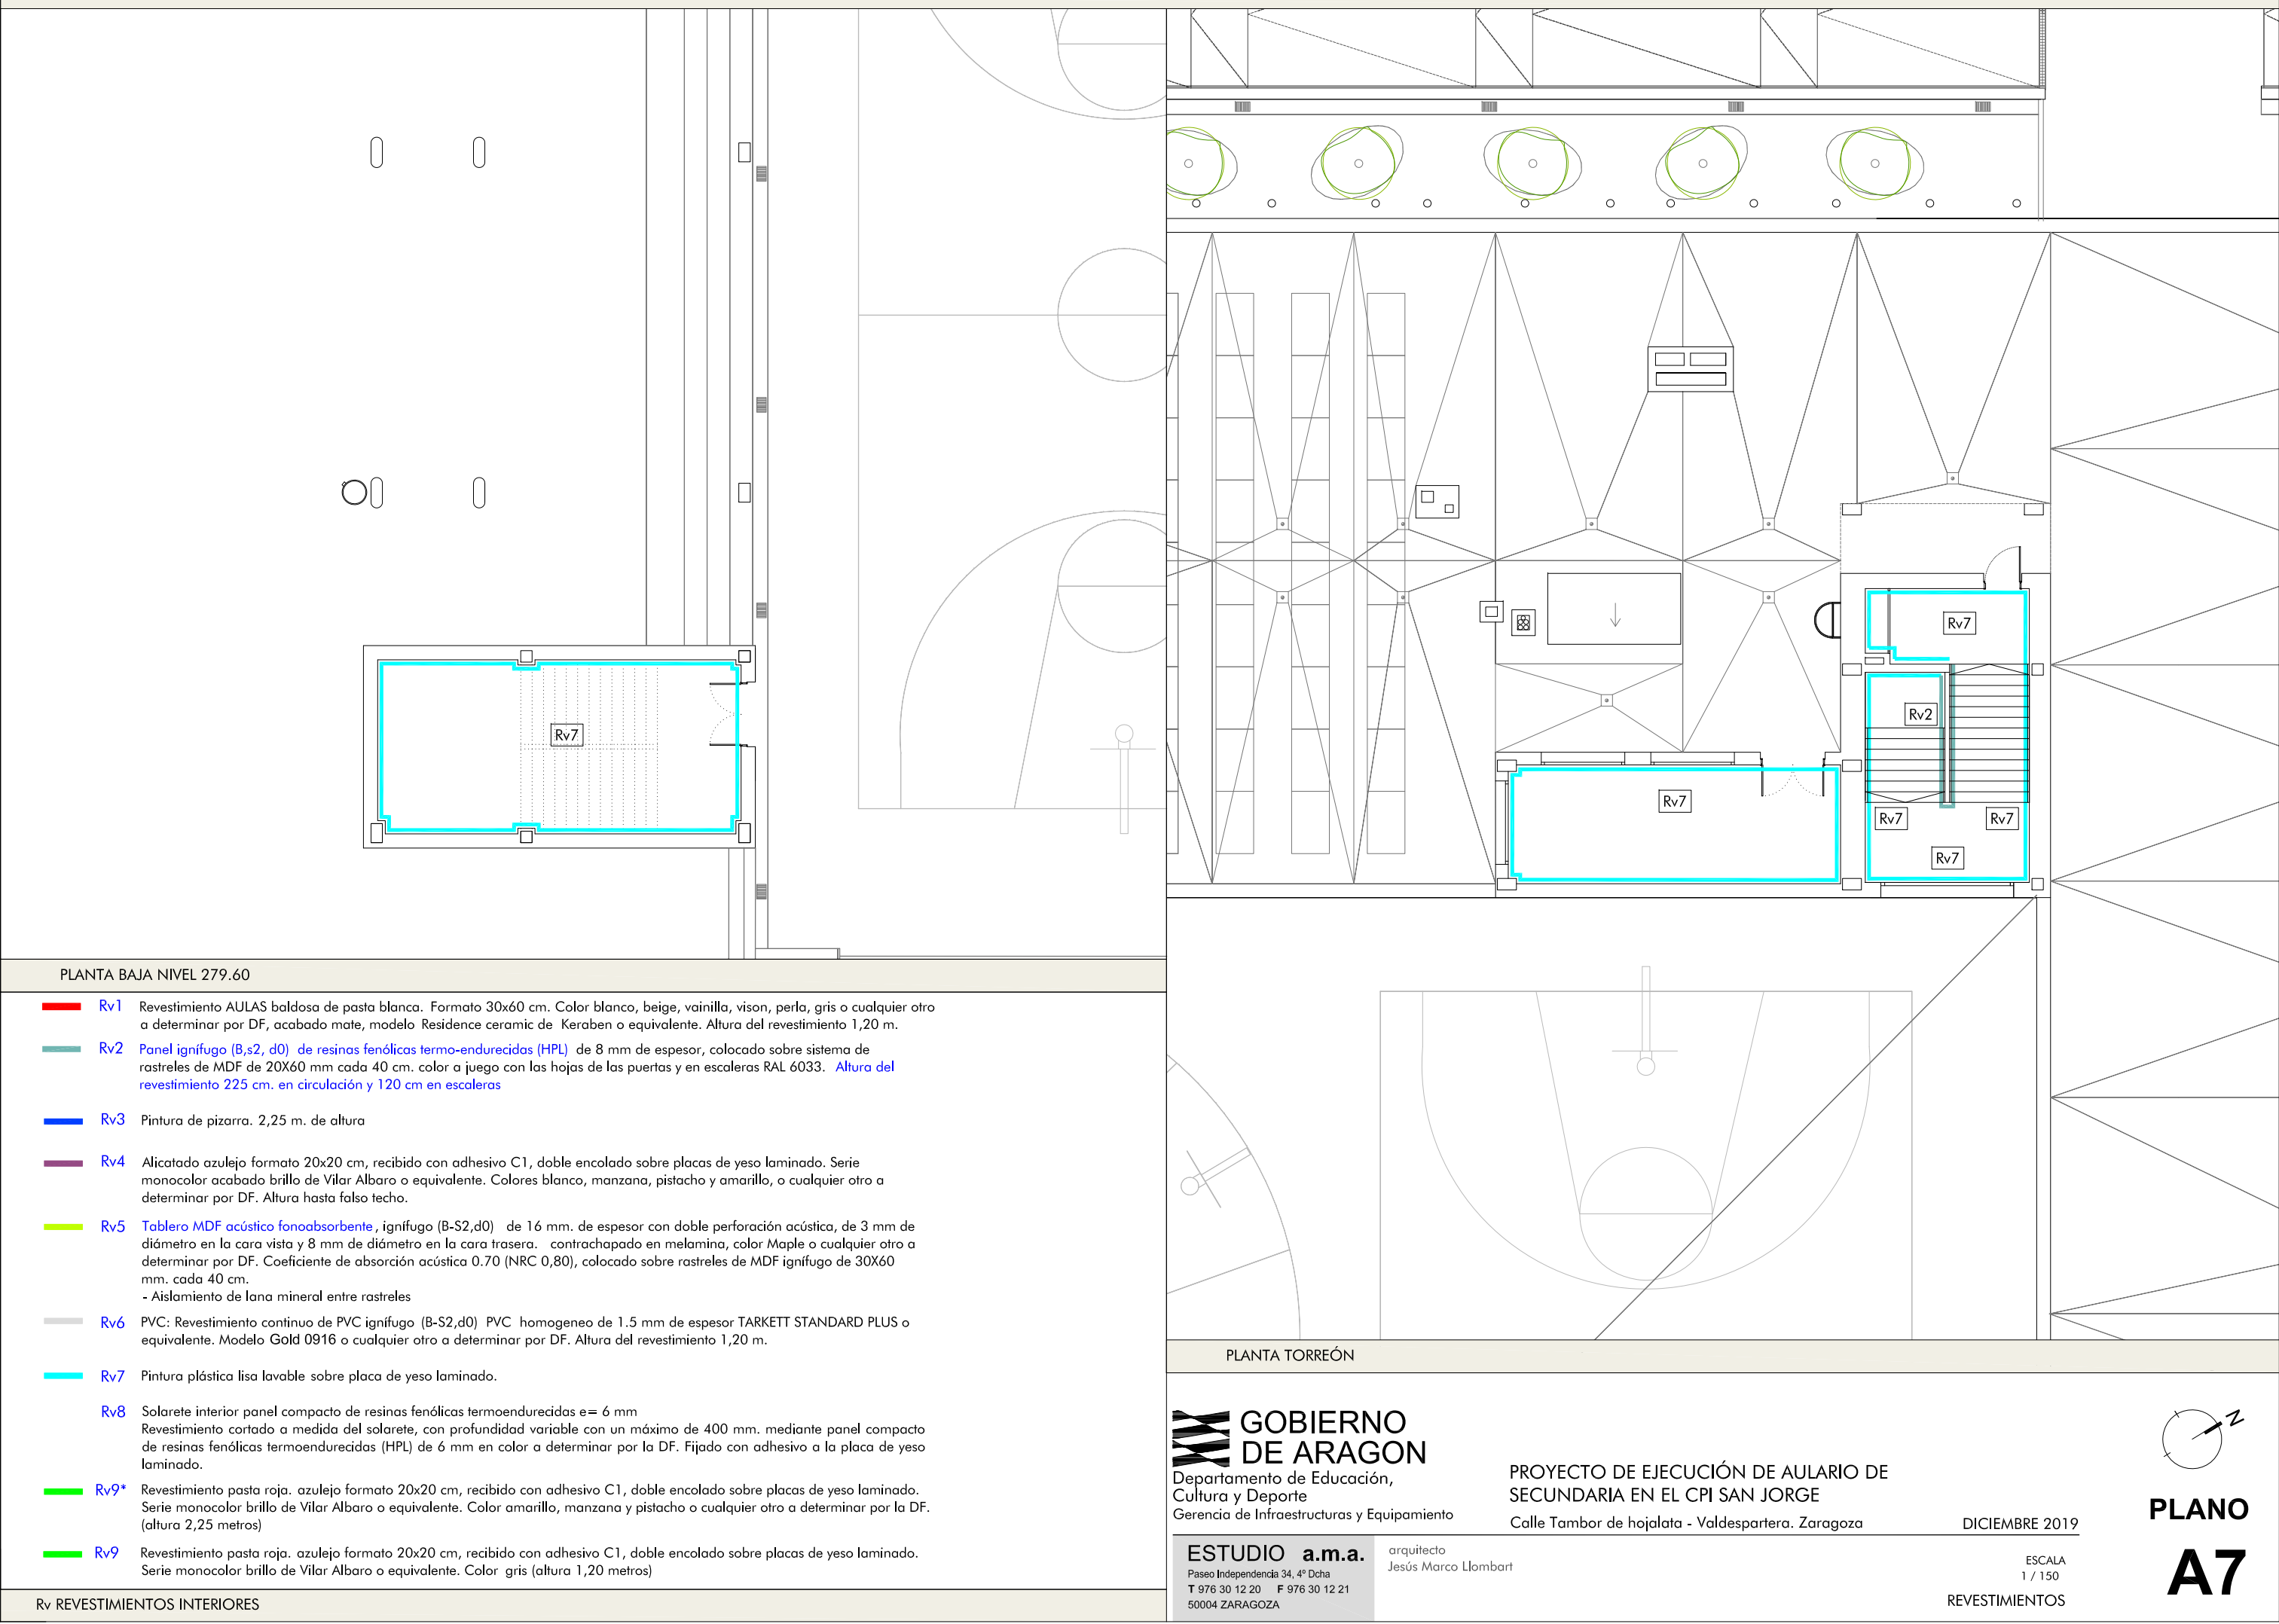 Rv7
PLANTA BAJA NIVEL 279.60
Rv1 Revestimiento AULAS baldosa de pasta blanca. Formato 30x60 cm. Color blanco, beige, vainilla, vison, perla, gris o cualquier otro
a determinar por DF, acabado mate, modelo Residence ceramic de Keraben o equivalente. Altura del revestimiento 1,20 m.
Rv2 Panel ignífugo (B,s2, d0) de resinas fenólicas termo-endurecidas (HPL) de 8 mm de espesor, colocado sobre sistema de
rastreles de MDF de 20X60 mm cada 40 cm. color a juego con las hojas de las puertas y en escaleras RAL 6033. Altura del
revestimiento 225 cm. en circulación y 120 cm en escaleras
Rv3 Pintura de pizarra. 2,25 m. de altura
Rv4 Alicatado azulejo formato 20x20 cm, recibido con adhesivo C1, doble encolado sobre placas de yeso laminado. Serie
monocolor acabado brillo de Vilar Albaro o equivalente. Colores blanco, manzana, pistacho y amarillo, o cualquier otro a
determinar por DF. Altura hasta falso techo.
Rv5 Tablero MDF acústico fonoabsorbente, ignífugo (B-S2,d0) de 16 mm. de espesor con doble perforación acústica, de 3 mm de
diámetro en la cara vista y 8 mm de diámetro en la cara trasera. contrachapado en melamina, color Maple o cualquier otro a
determinar por DF. Coeficiente de absorción acústica 0.70 (NRC 0,80), colocado sobre rastreles de MDF ignífugo de 30X60
mm. cada 40 cm.
- Aislamiento de lana mineral entre rastreles
Rv6 PVC: Revestimiento continuo de PVC ignífugo (B-S2,d0) PVC homogeneo de 1.5 mm de espesor TARKETT STANDARD PLUS o
equivalente. Modelo Gold 0916 o cualquier otro a determinar por DF. Altura del revestimiento 1,20 m.
Rv7 Pintura plástica lisa lavable sobre placa de yeso laminado.
Rv8 Solarete interior panel compacto de resinas fenólicas termoendurecidas e= 6 mm
Revestimiento cortado a medida del solarete, con profundidad variable con un máximo de 400 mm. mediante panel compacto
de resinas fenólicas termoendurecidas (HPL) de 6 mm en color a determinar por la DF. Fijado con adhesivo a la placa de yeso
laminado.
Rv9* Revestimiento pasta roja. azulejo formato 20x20 cm, recibido con adhesivo C1, doble encolado sobre placas de yeso laminado.
Serie monocolor brillo de Vilar Albaro o equivalente. Color amarillo, manzana y pistacho o cualquier otro a determinar por la DF.
(altura 2,25 metros)
Rv9 Revestimiento pasta roja. azulejo formato 20x20 cm, recibido con adhesivo C1, doble encolado sobre placas de yeso laminado.
Serie monocolor brillo de Vilar Albaro o equivalente. Color gris (altura 1,20 metros)
Rv REVESTIMIENTOS INTERIORES
Rv7
Rv2
Rv7
Rv7 Rv7
Rv7
PLANTA TORREÓN
GOBIERNO
DE ARAGON
Departamento de Educación,
Cultura y Deporte
Gerencia de Infraestructuras y Equipamiento
PROYECTO DE EJECUCIÓN DE AULARIO DE
SECUNDARIA EN EL CPI SAN JORGE
Calle Tambor de hojalata - Valdespartera. Zaragoza
DICIEMBRE 2019
ESTUDIO a.m.a.
Paseo Independencia 34, 4º Dcha
T 976 30 12 20 F 976 30 12 21
50004 ZARAGOZA
arquitecto
Jesús Marco Llombart
ESCALA
1 / 150
REVESTIMIENTOS
N
PLANO
A7